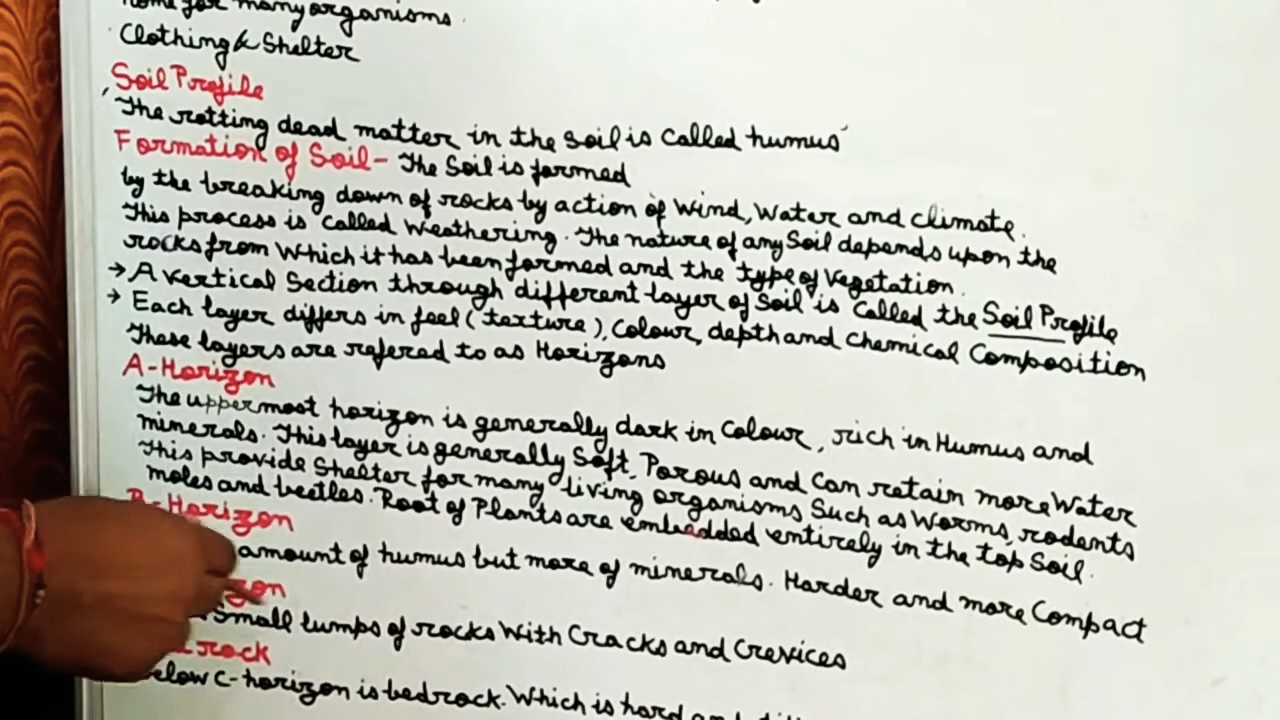 home for many organisms.
Clothing & Shelter
Soil Profile
The rotting dead matter in the soil is called humus
Formation of Soil- The Soil is formed
by the breaking down of rocks by action of Wind, Water and climate.
This process is called Weathering. The nature of any Soil depends upon the
rocks from Which it has been formed and the type of Vegetation.
→ A vertical Section through different layer of Soil is called the Soil Profile
→ Each layer differs in feel (texture), Colour, depth and Chemical Composition
These layers are refered to as Horizons
A-Horizon
The uppermost horizon is generally dark in Colour, rich in Humus and
minerals. This layer is generally Soft, Porous and Can retain more Water
This provide Shelter for many living organisms Such as Worms, rodents
moles and beetles. Root of Plants are embedded entirely in the top Soil.
B-Horizon
amount of humus but more of minerals. Harder and more Compact
zon
Small lumps of rocks With Cracks and Crevices
rock
below C-horizon is bedrock. Which is hard and